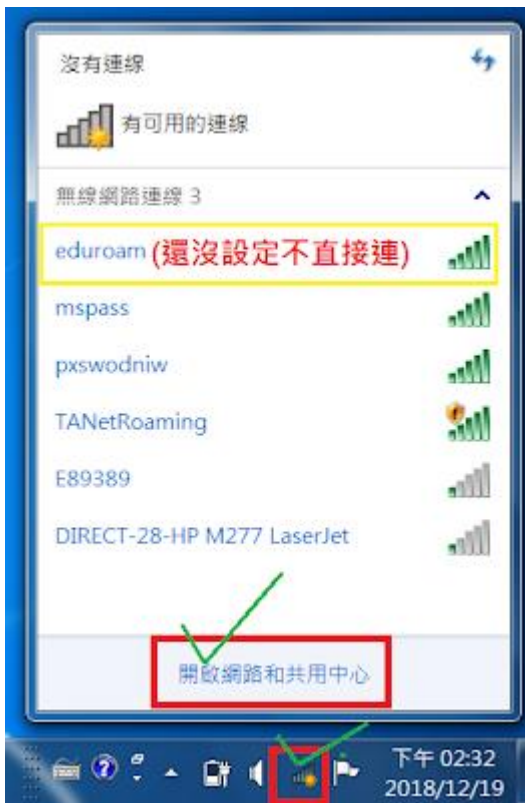 沒有連線
有可用的連線
無線網路連線 3
eduroam (還沒設定不直接連)
mspass
pxswodniw
TANetRoaming
E89389
DIRECT-28-HP M277 LaserJet
開啟網路和共用中心
下午 02:32
2018/12/19